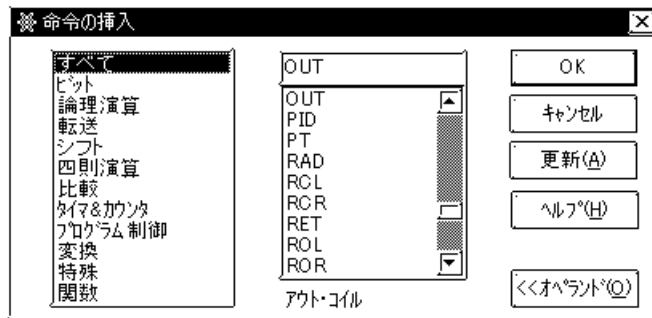 命令の挿入
すべて
ﾋﾞｯﾄ
論理演算
転送
シフト
四則演算
比較
ﾀｲﾏ&ｶｳﾝﾀ
ﾌﾟﾛｸﾞﾗﾑ制御
変換
特殊
関数
OUT
OUT
PID
PT
RAD
RCL
RCR
RET
ROL
ROR
ｱｳﾄ・ｺｲﾙ
OK
ｷｬﾝｾﾙ
更新(A)
ﾍﾙﾌﾟ(H)
<<ｵﾍﾟﾗﾝﾄﾞ(O)